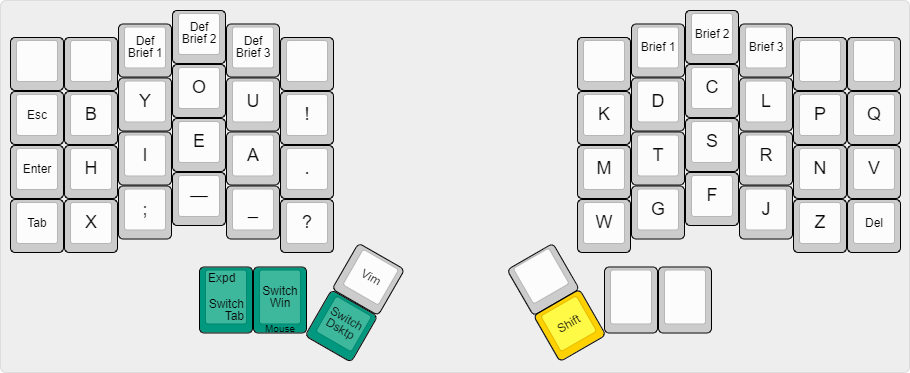 Def
Brief 1
Def
Brief 2
Def
Brief 3
Brief 1
Brief 2
Brief 3
Esc
B
Y
O
U
!
K
D
C
L
P
Q
Enter
H
I
E
A
.
M
T
S
R
N
V
Tab
X
;
—
_
?
W
G
F
J
Z
Del
Expd
Switch
Tab
Switch
Win
Mouse
Vim
Switch
Dsktp
Shift